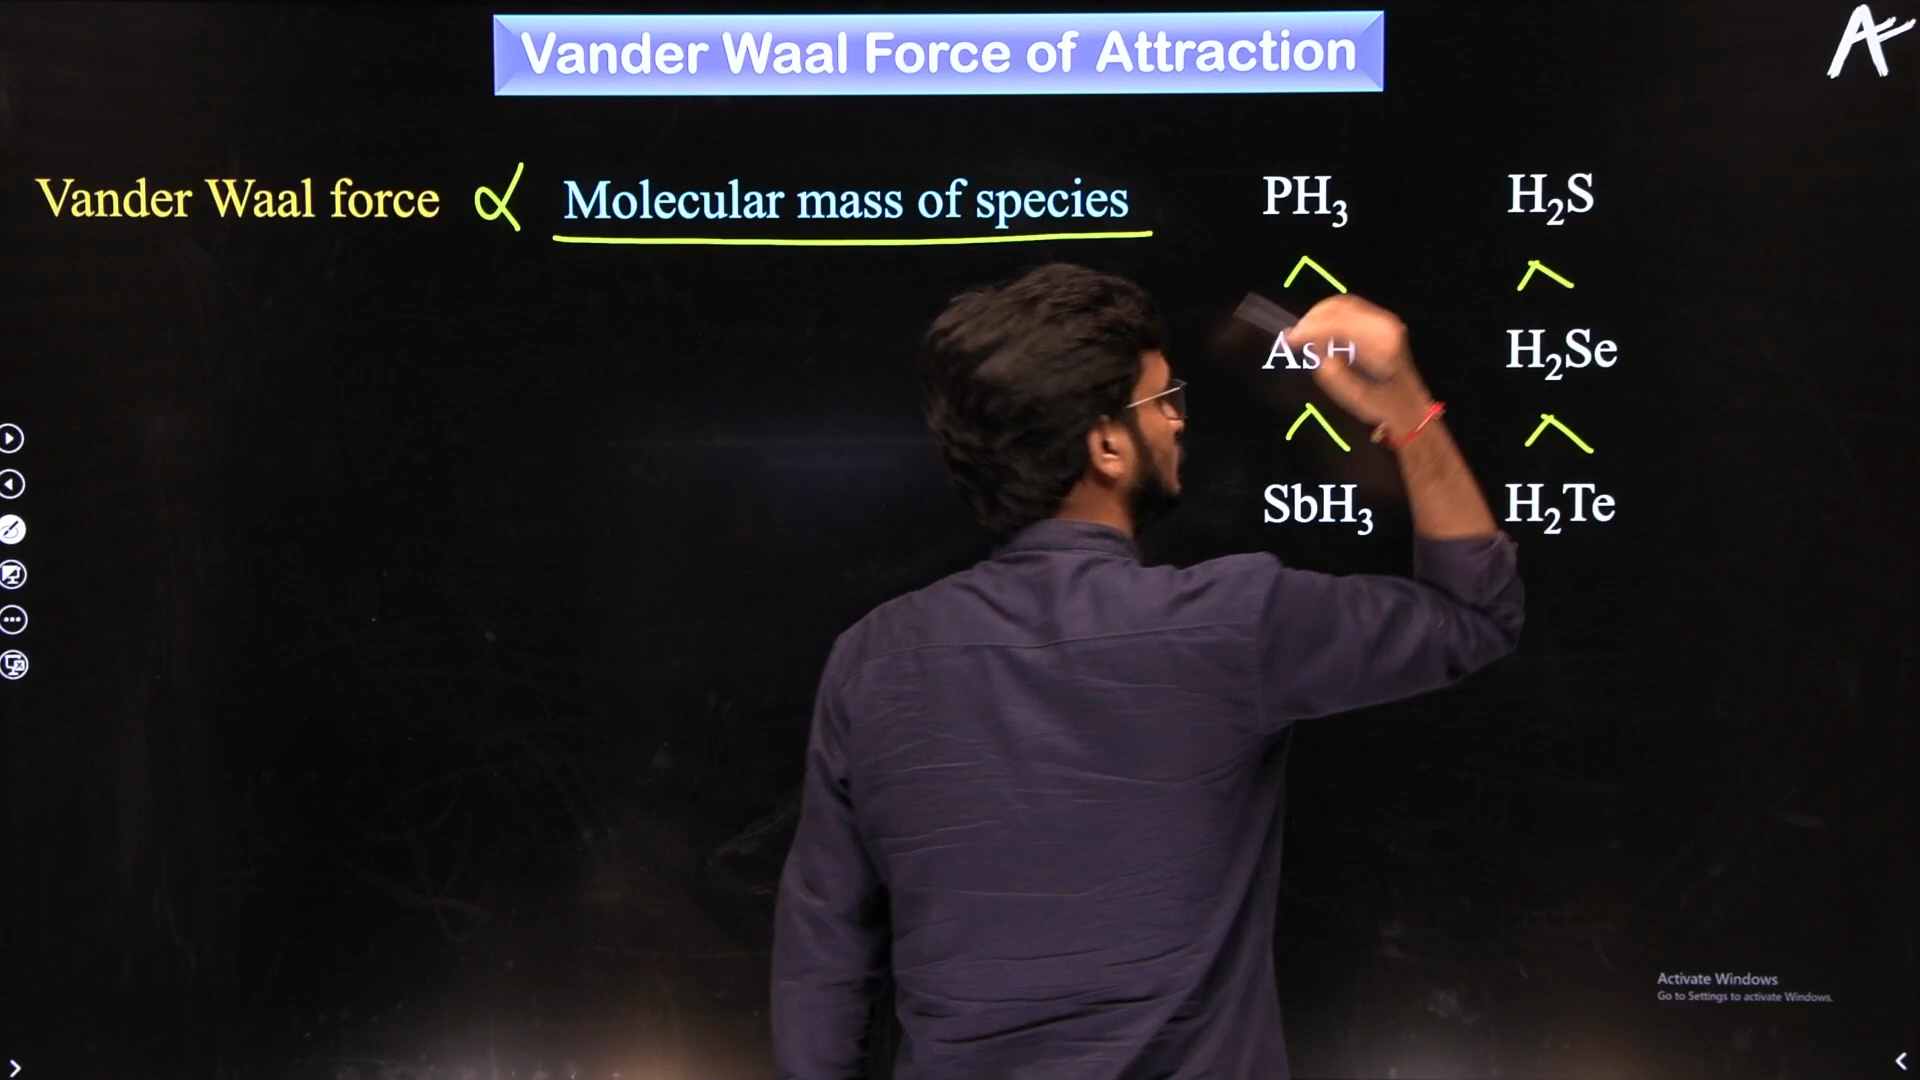 Vander Waal Force of Attraction
Vander Waal force ∝ Molecular mass of species
PH₃ H₂S
AsH H₂Se
SbH₃ H₂Te
Activate Windows
Go to Settings to activate Windows.